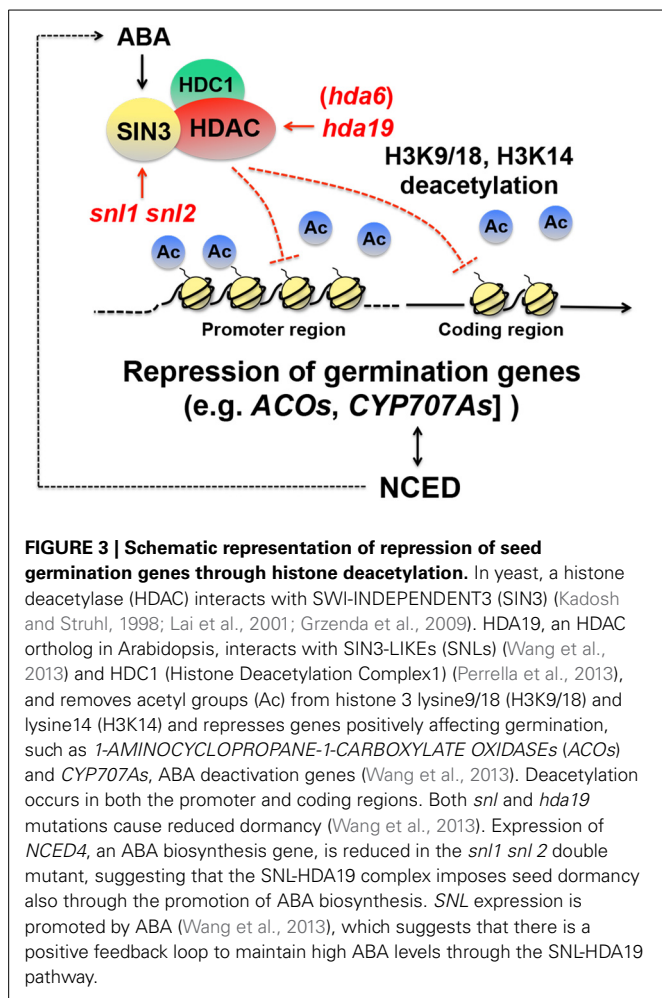 ABA
HDC1
SIN3
HDAC
(hda6)
hda19
snl1 snl2
H3K9/18, H3K14
deacetylation
Ac
Ac
Ac
Ac
Ac
Ac
Promoter region
Coding region
Repression of germination genes
(e.g. ACOs, CYP707As] )
NCED
FIGURE 3 | Schematic representation of repression of seed
germination genes through histone deacetylation. In yeast, a histone
deacetylase (HDAC) interacts with SWI-INDEPENDENT3 (SIN3) (Kadosh
and Struhl, 1998; Lai et al., 2001; Grzenda et al., 2009). HDA19, an HDAC
ortholog in Arabidopsis, interacts with SIN3-LIKEs (SNLs) (Wang et al.,
2013) and HDC1 (Histone Deacetylation Complex1) (Perrella et al., 2013),
and removes acetyl groups (Ac) from histone 3 lysine9/18 (H3K9/18) and
lysine14 (H3K14) and represses genes positively affecting germination,
such as 1-AMINOCYCLOPROPANE-1-CARBOXYLATE OXIDASEs (ACOs)
and CYP707As, ABA deactivation genes (Wang et al., 2013). Deacetylation
occurs in both the promoter and coding regions. Both snl and hda19
mutations cause reduced dormancy (Wang et al., 2013). Expression of
NCED4, an ABA biosynthesis gene, is reduced in the snl1 snl 2 double
mutant, suggesting that the SNL-HDA19 complex imposes seed dormancy
also through the promotion of ABA biosynthesis. SNL expression is
promoted by ABA (Wang et al., 2013), which suggests that there is a
positive feedback loop to maintain high ABA levels through the SNL-HDA19
pathway.